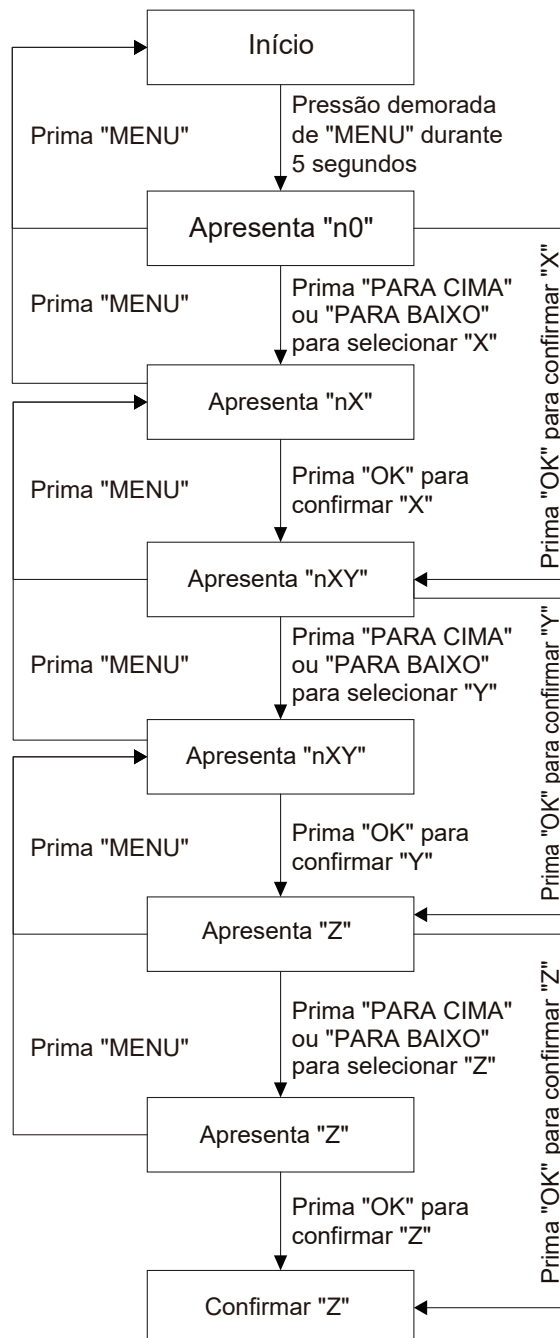 Início
Prima "MENU"
Pressão demorada
de "MENU" durante
5 segundos
Apresenta "n0"
Prima "MENU"
Prima "PARA CIMA"
ou "PARA BAIXO"
para selecionar "X"
Prima "OK" para confirmar "X"
Apresenta "nX"
Prima "MENU"
Prima "OK" para
confirmar "X"
Apresenta "nXY"
Prima "MENU"
Prima "PARA CIMA"
ou "PARA BAIXO"
para selecionar "Y"
Prima "OK" para confirmar "Y"
Apresenta "nXY"
Prima "MENU"
Prima "OK" para
confirmar "Y"
Apresenta "Z"
Prima "MENU"
Prima "PARA CIMA"
ou "PARA BAIXO"
para selecionar "Z"
Prima "OK" para confirmar "Z"
Apresenta "Z"
Prima "OK" para
confirmar "Z"
Confirmar "Z"